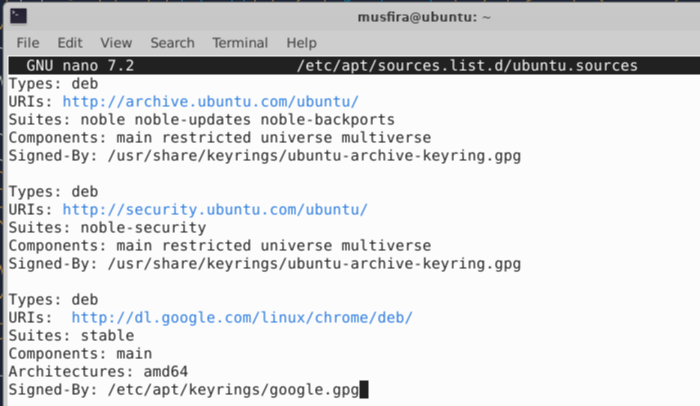 musfira@ubuntu: ~
File Edit View Search Terminal Help
GNU nano 7.2 /etc/apt/sources.list.d/ubuntu.sources
Types: deb
URIs: http://archive.ubuntu.com/ubuntu/
Suites: noble noble-updates noble-backports
Components: main restricted universe multiverse
Signed-By: /usr/share/keyrings/ubuntu-archive-keyring.gpg
Types: deb
URIs: http://security.ubuntu.com/ubuntu/
Suites: noble-security
Components: main restricted universe multiverse
Signed-By: /usr/share/keyrings/ubuntu-archive-keyring.gpg
Types: deb
URIs:  http://dl.google.com/linux/chrome/deb/
Suites: stable
Components: main
Architectures: amd64
Signed-By: /etc/apt/keyrings/google.gpg